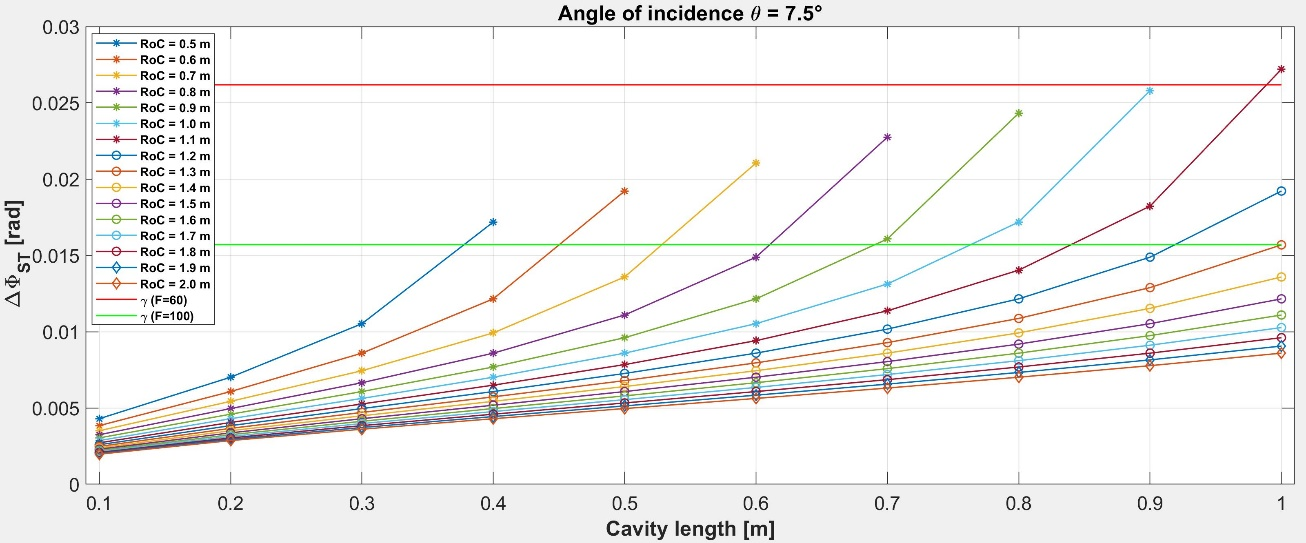 Angle of incidence θ = 7.5°
0.03
0.025
0.02
0.015
0.01
0.005
0
ΔΦST [rad]
RoC = 0.5 m
RoC = 0.6 m
RoC = 0.7 m
RoC = 0.8 m
RoC = 0.9 m
RoC = 1.0 m
RoC = 1.1 m
RoC = 1.2 m
RoC = 1.3 m
RoC = 1.4 m
RoC = 1.5 m
RoC = 1.6 m
RoC = 1.7 m
RoC = 1.8 m
RoC = 1.9 m
RoC = 2.0 m
γ (F=60)
γ (F=100)
0.1 0.2 0.3 0.4 0.5 0.6 0.7 0.8 0.9 1
Cavity length [m]